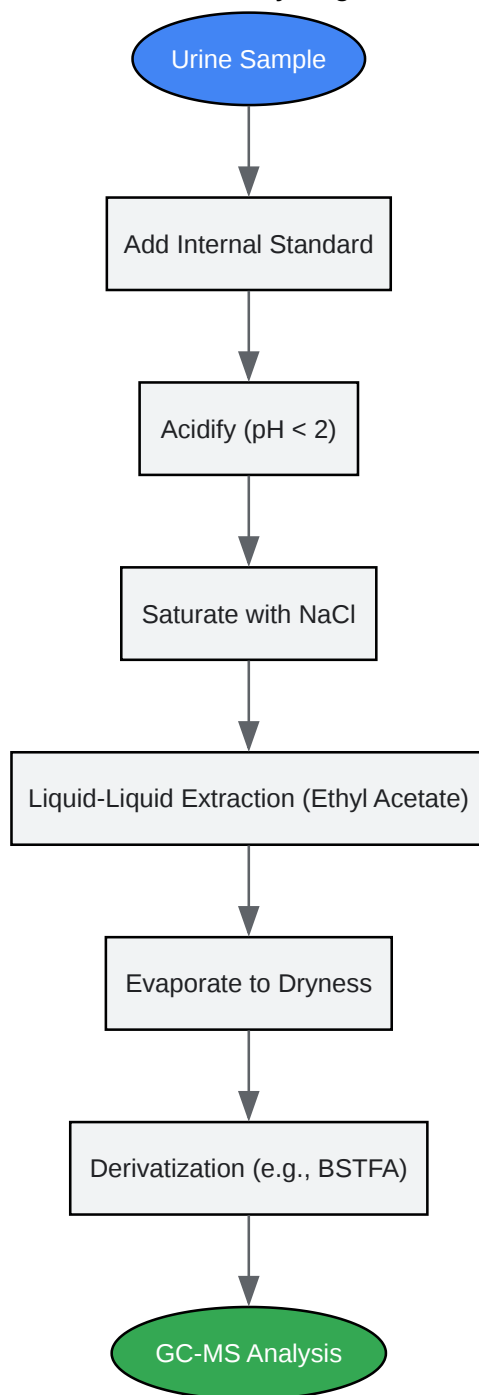 Urine Sample
Add Internal Standard
Acidify (pH < 2)
Saturate with NaCl
Liquid-Liquid Extraction (Ethyl Acetate)
Evaporate to Dryness
Derivatization (e.g., BSTFA)
GC-MS Analysis